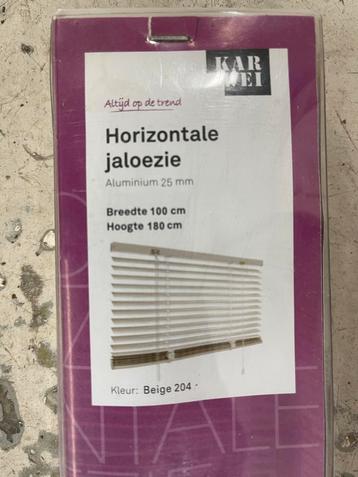 KAR
WEI
Altijd op de trend
Horizontale
jaloezie
Aluminium 25 mm
Breedte 100 cm
Hoogte 180 cm
Kleur: Beige 204
NTALE